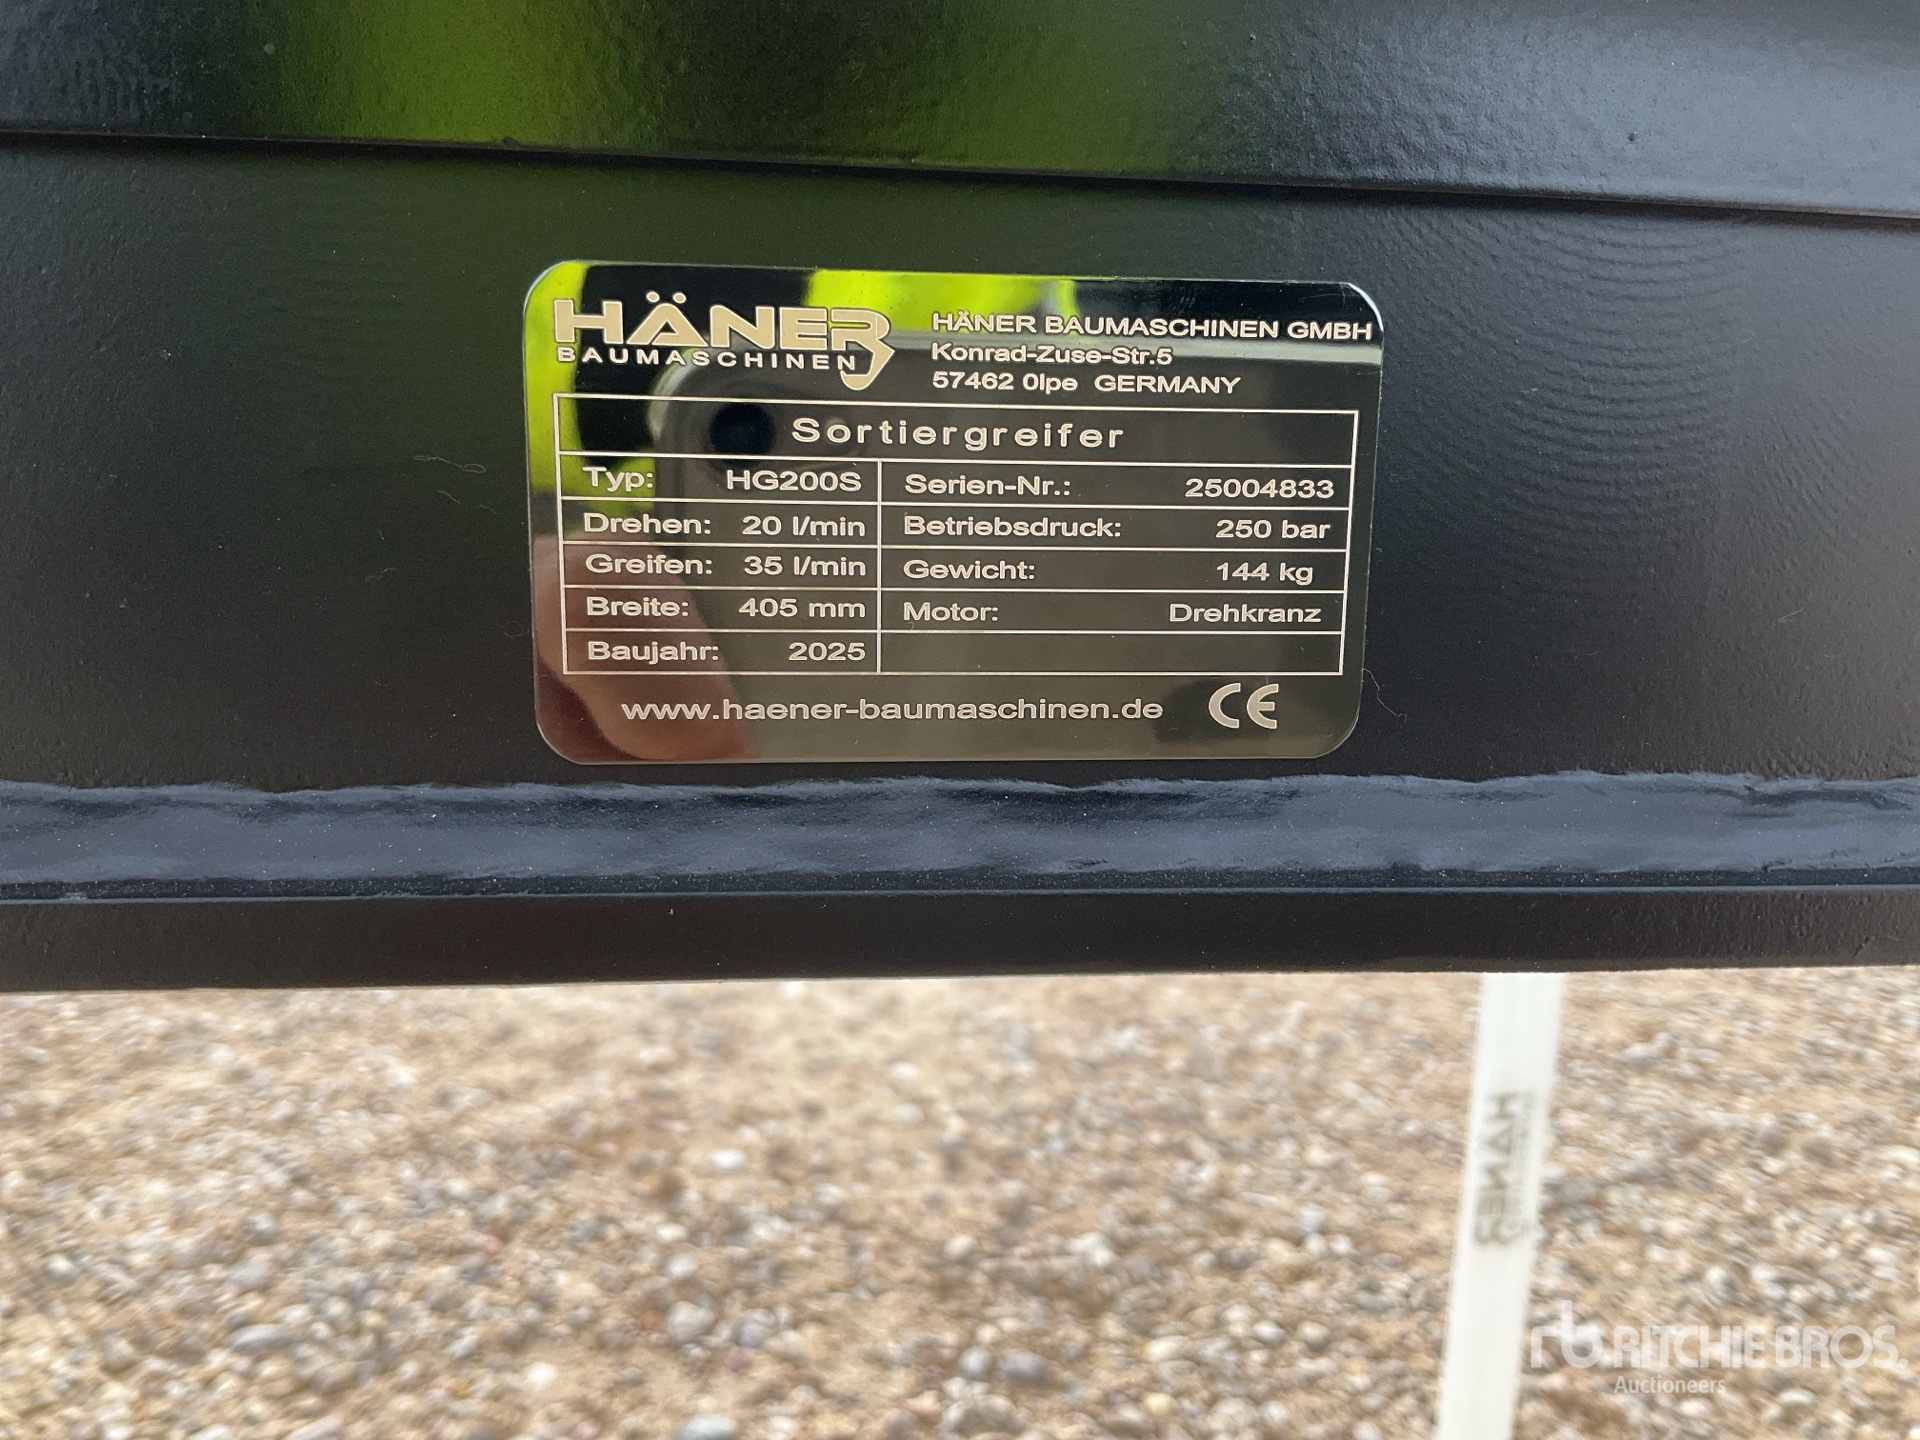 HÄNER
BAUMASCHINEN
HÄNER BAUMASCHINEN GMBH
Konrad-Zuse-Str.5
57462 Olpe GERMANY
Sortiergreifer
Typ: HG200S Serien-Nr.: 25004833
Drehen: 20 l/min Betriebsdruck: 250 bar
Greifen: 35 l/min Gewicht: 144 kg
Breite: 405 mm Motor: Drehkranz
Baujahr: 2025
www.haener-baumaschinen.de CE
HÄNER
rb RITCHIE BROS.
Auctioneers